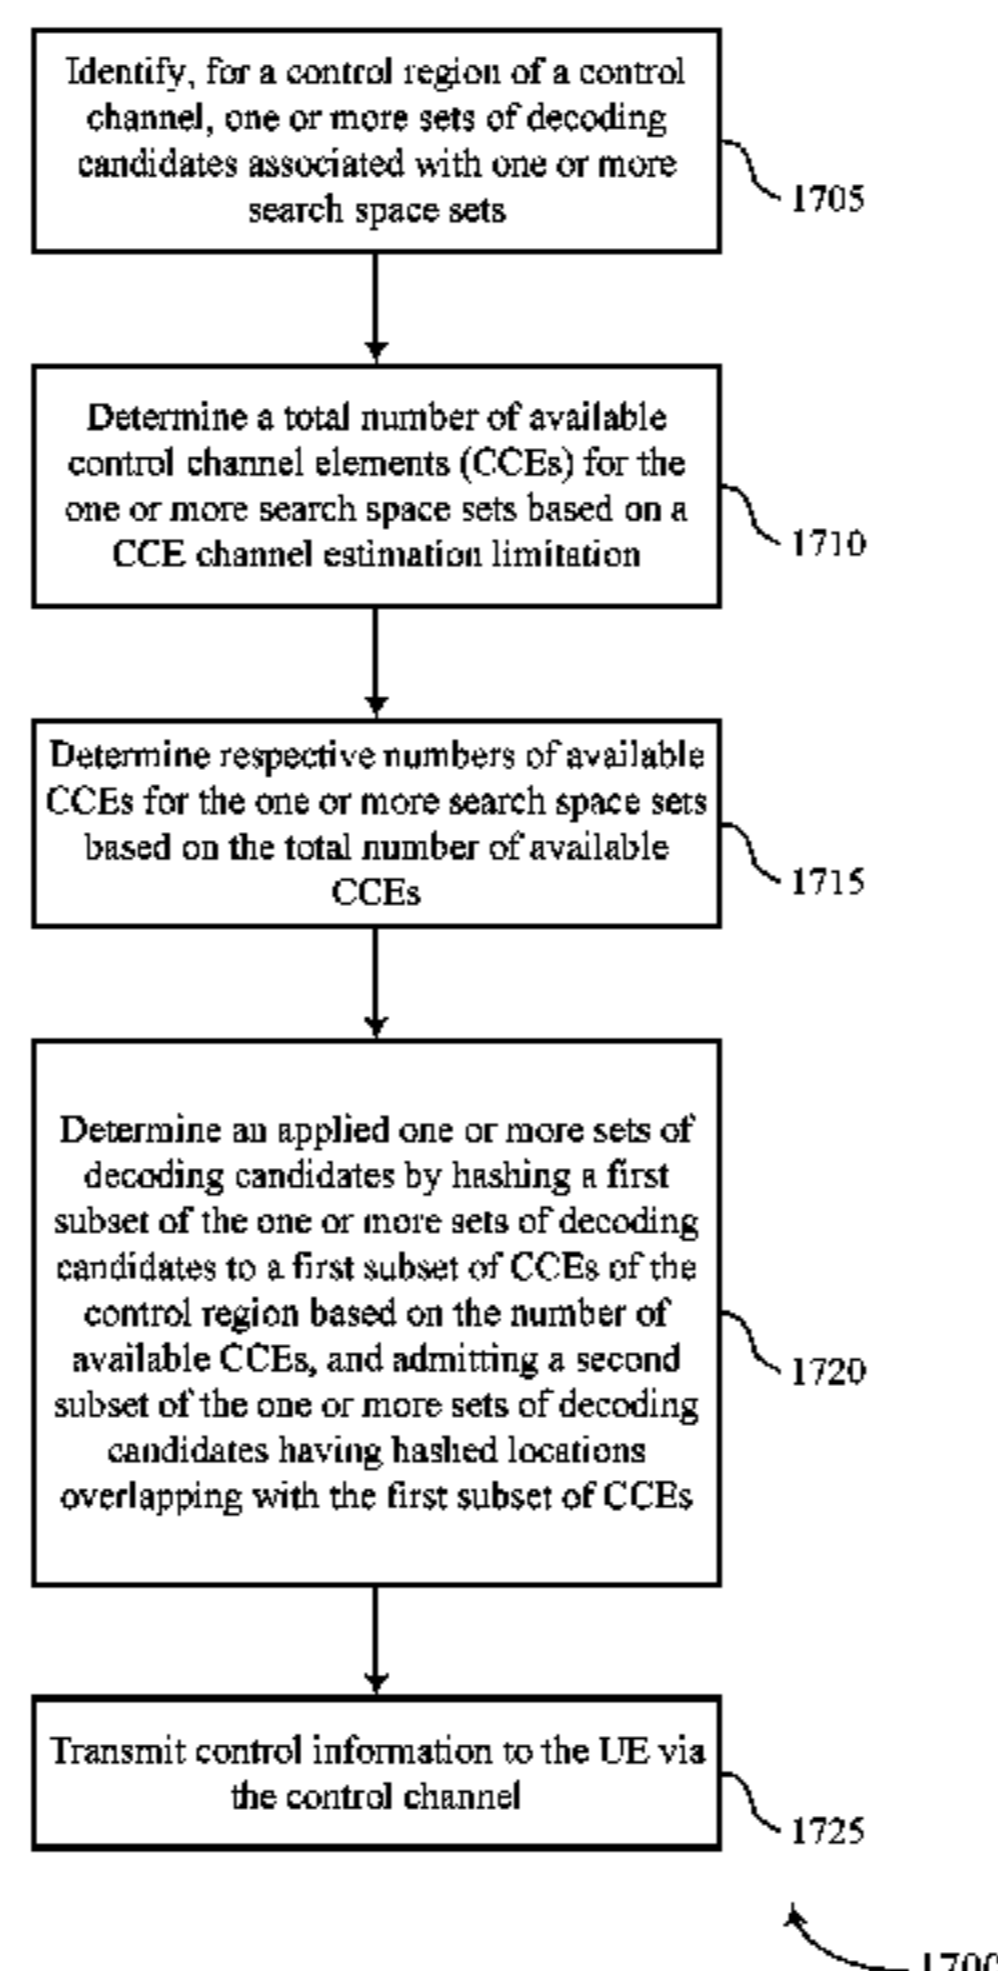 Identify, for a control region of a control
channel, one or more sets of decoding
candidates associated with one or more
search space sets
1705
Determine a total number of available
control channel elements (CCEs) for the
one or more search space sets based on a
CCE channel estimation limitation
1710
Determine respective numbers of available
CCEs for the one or more search space sets
based on the total number of available
CCEs
1715
Determine an applied one or more sets of
decoding candidates by hashing a first
subset of the one or more sets of decoding
candidates to a first subset of CCEs of the
control region based on the number of
available CCEs, and admitting a second
subset of the one or more sets of decoding
candidates having hashed locations
overlapping with the first subset of CCEs
1720
Transmit control information to the UE via
the control channel
1725
1700